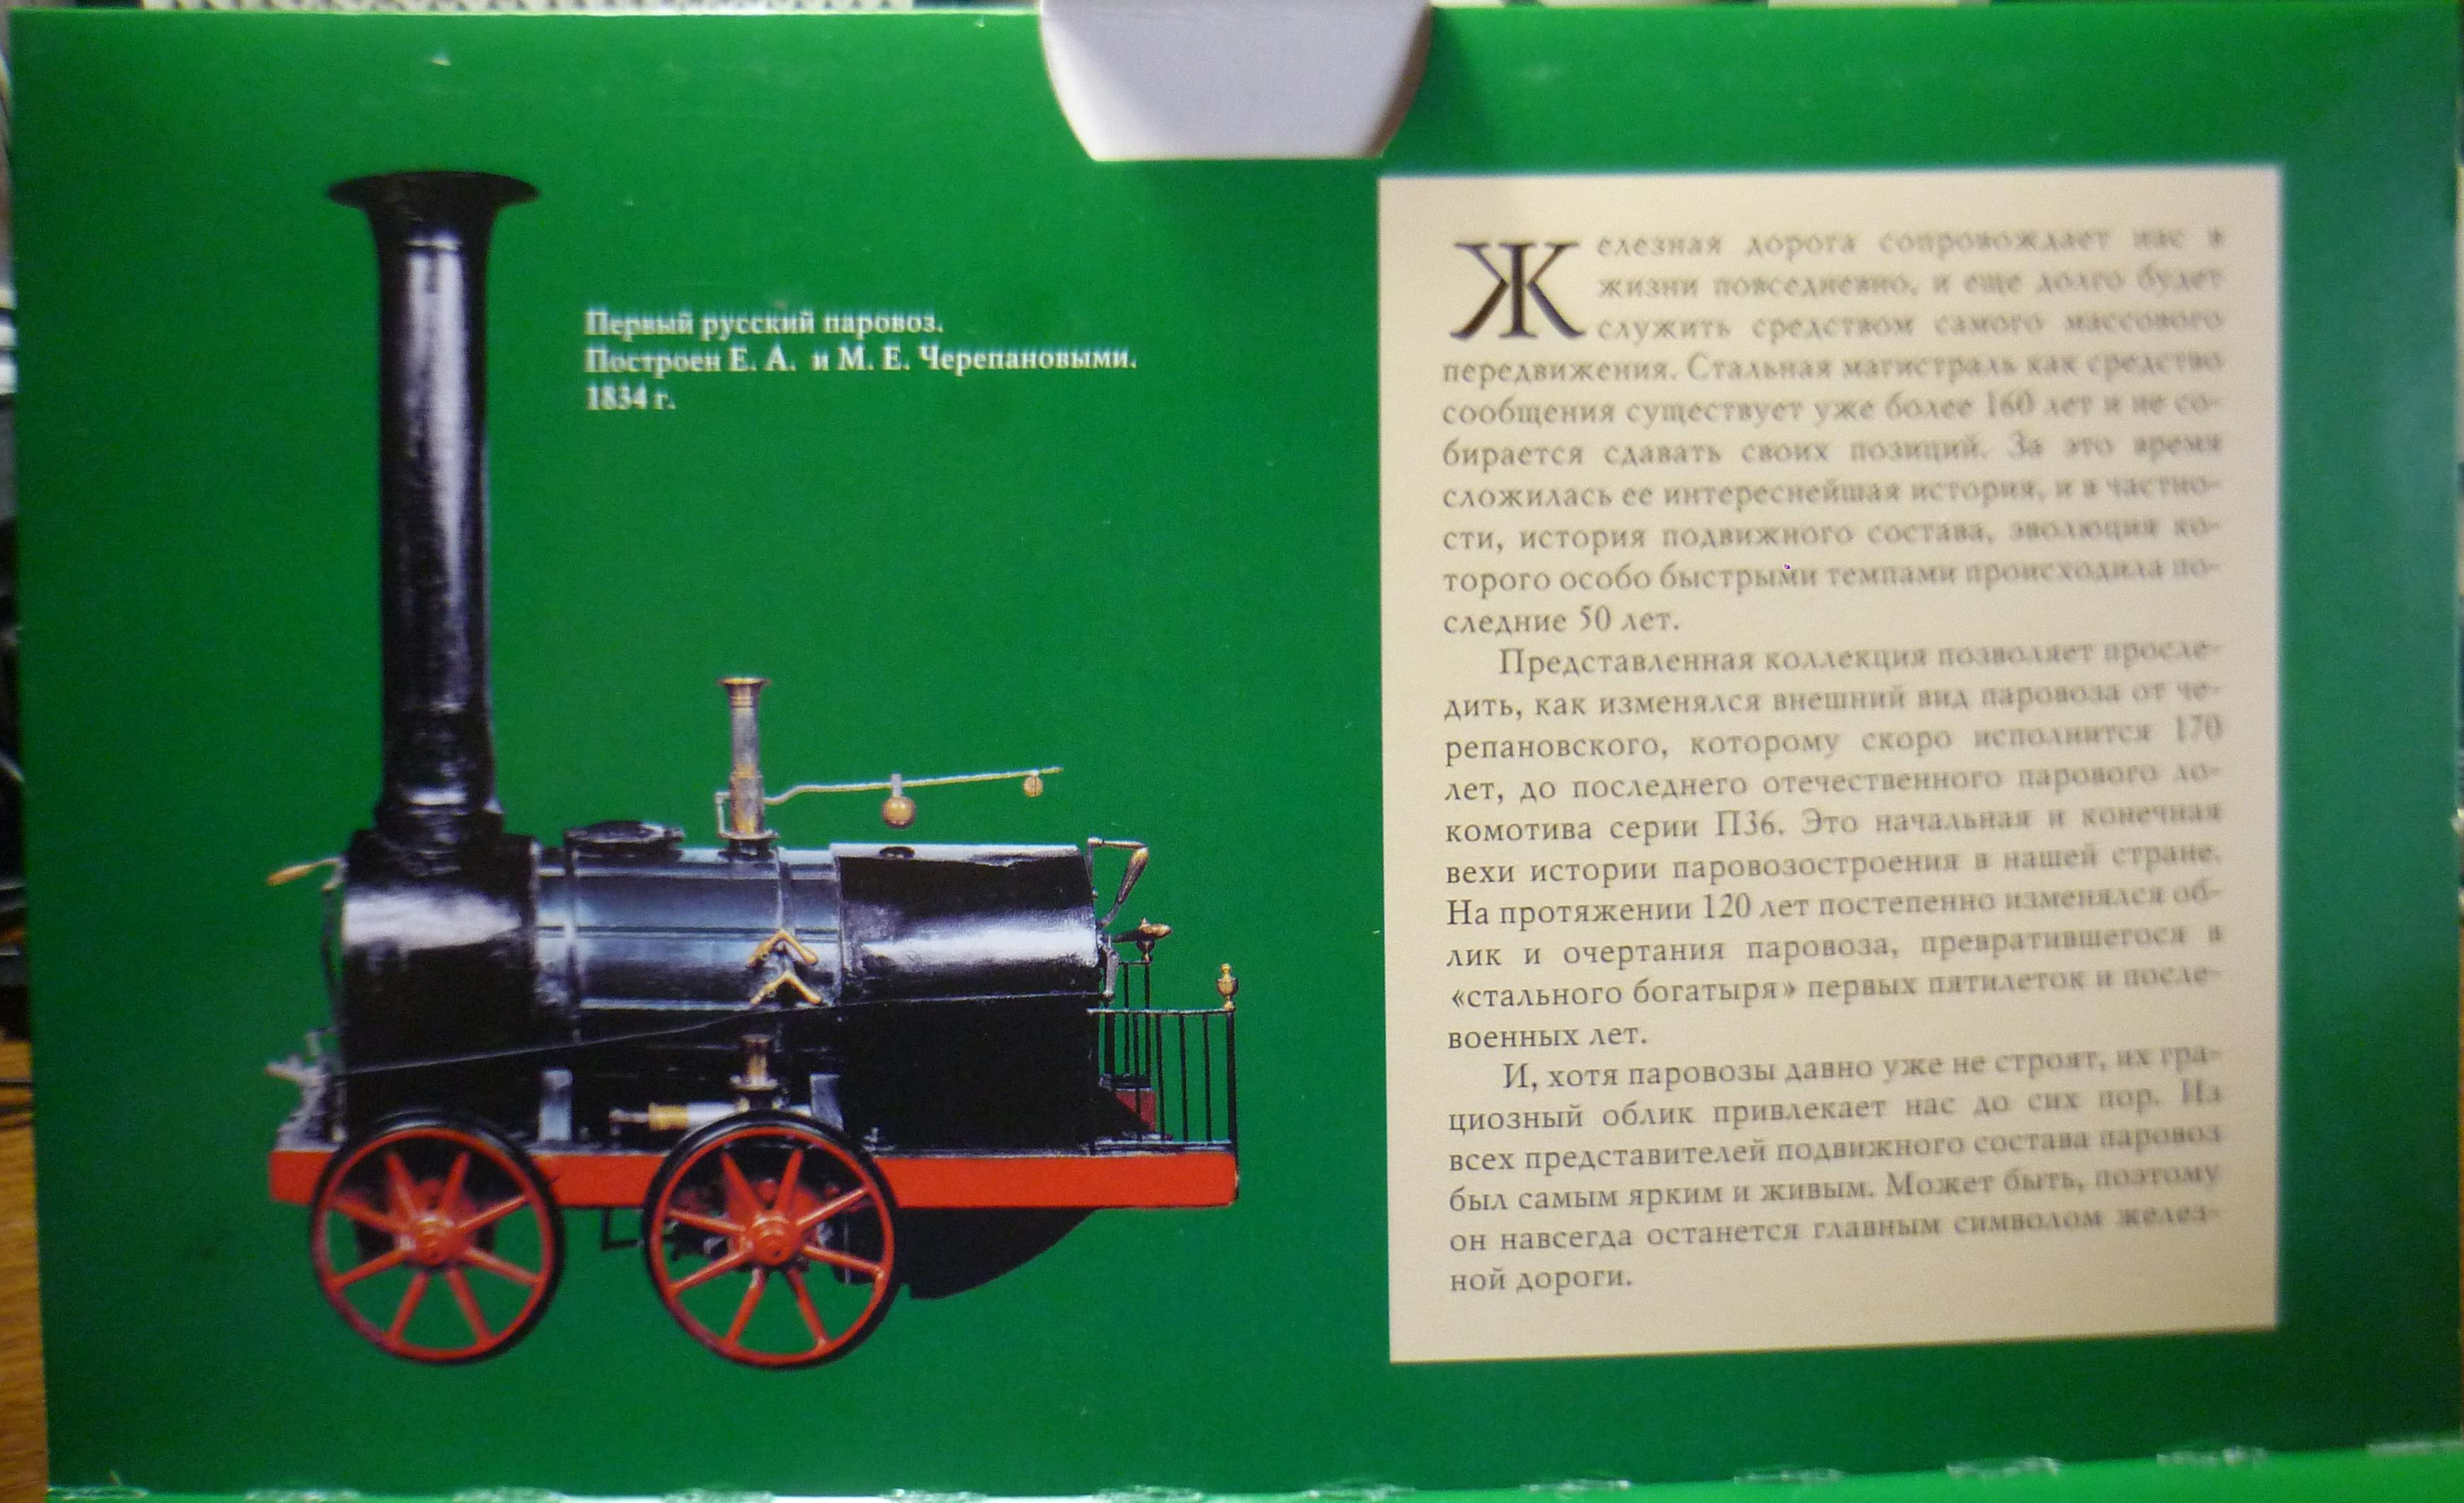 Первый русский паровоз.
Построен Е. А. и М. Е. Черепановыми.
1834 г.
Железная дорога сопровождает нас в
жизни повседневно, и еще долго будет
служить средством самого массового
передвижения. Стальная магистраль как средство
сообщения существует уже более 160 лет и не со-
бирается сдавать своих позиций. За это время
сложилась ее интереснейшая история, и в частно-
сти, история подвижного состава, эволюция ко-
торого особо быстрыми темпами происходила по-
следние 50 лет.
Представленная коллекция позволяет просле-
дить, как изменялся внешний вид паровоза от че-
репановского, которому скоро исполнится 170
лет, до последнего отечественного парового ло-
комотива серии П36. Это начальная и конечная
вехи истории паровозостроения в нашей стране.
На протяжении 120 лет постепенно изменялся об-
лик и очертания паровоза, превратившегося в
«стального богатыря» первых пятилеток и после-
военных лет.
И, хотя паровозы давно уже не строят, их гра-
циозный облик привлекает нас до сих пор. Из
всех представителей подвижного состава паровоз
был самым ярким и живым. Может быть, поэтому
он навсегда останется главным символом желез-
ной дороги.